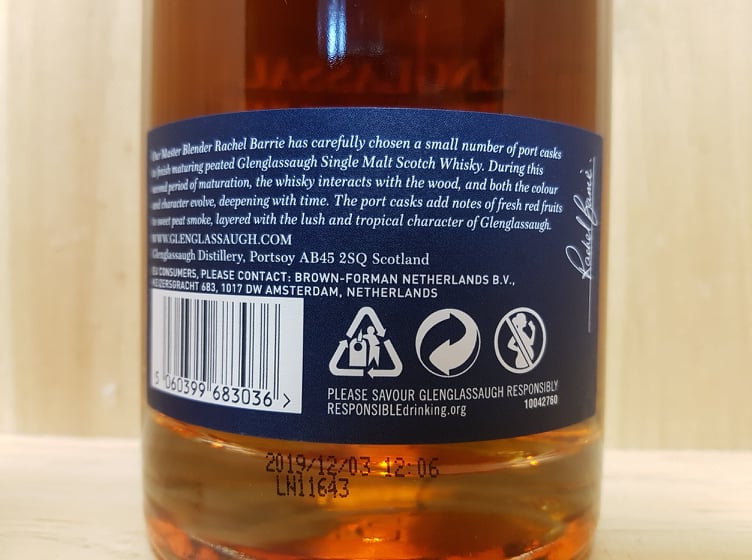 Our Master Blender Rachel Barrie has carefully chosen a small number of port casks
to finish maturing peated Glenglassaugh Single Malt Scotch Whisky. During this
second period of maturation, the whisky interacts with the wood, and both the colour
and character evolve, deepening with time. The port casks add notes of fresh red fruits
to sweet peat smoke, layered with the lush and tropical character of Glenglassaugh.
WWW.GLENGLASSAUGH.COM
Glenglassaugh Distillery, Portsoy AB45 2SQ Scotland
EU CONSUMERS, PLEASE CONTACT: BROWN-FORMAN NETHERLANDS B.V.,
KEIZERSGRACHT 683, 1017 DW AMSTERDAM, NETHERLANDS
Rachel Barrie
5 060399 683036 >
PLEASE SAVOUR GLENGLASSAUGH RESPONSIBLY
RESPONSIBLEdrinking.org
10042760
2019/12/03 12:06
LN11643